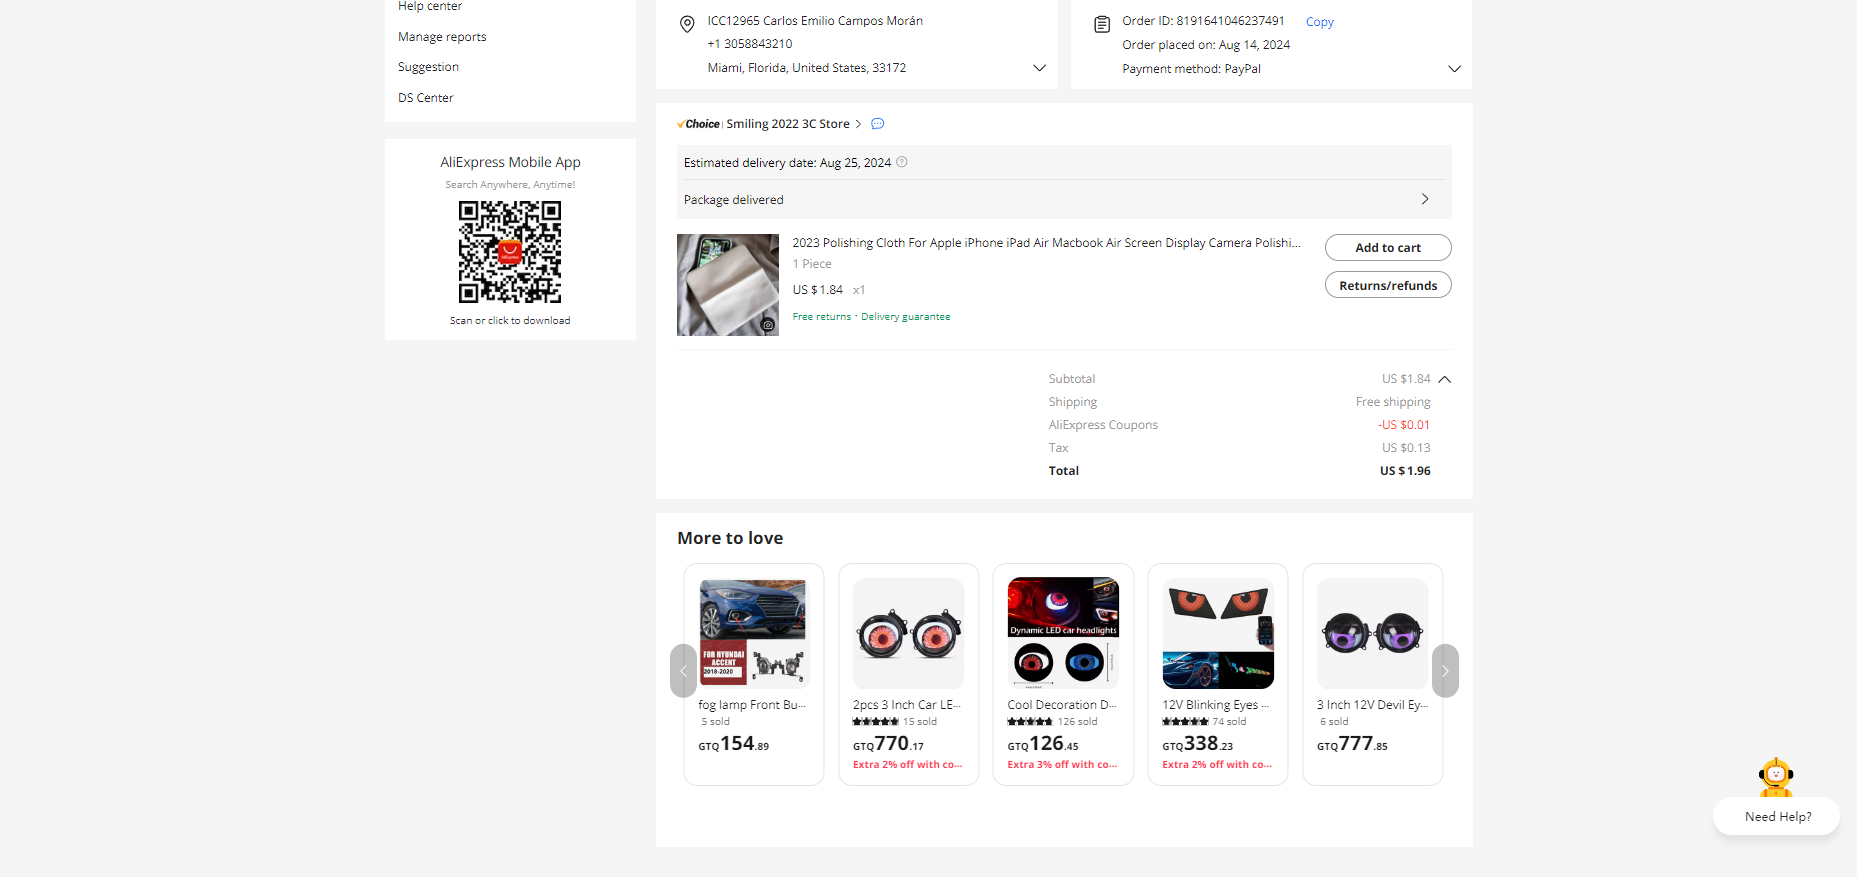 Help center
Manage reports
Suggestion
DS Center
AliExpress Mobile App
Search Anywhere, Anytime!
AliExpress
Scan or click to download
ICC12965 Carlos Emilio Campos Morán
+1 3058843210
Miami, Florida, United States, 33172
Order ID: 8191641046237491 Copy
Order placed on: Aug 14, 2024
Payment method: PayPal
Choice Smiling 2022 3C Store
Estimated delivery date: Aug 25, 2024
Package delivered
2023 Polishing Cloth For Apple iPhone iPad Air Macbook Air Screen Display Camera Polishi...
1 Piece
US $1.84 x1
Free returns · Delivery guarantee
Add to cart
Returns/refunds
Subtotal US $1.84
Shipping Free shipping
AliExpress Coupons -US $0.01
Tax US $0.13
Total US $1.96
More to love
FOR HYUNDAI
ACCENT
2018-2020
fog lamp Front Bu...
5 sold
GTQ154.89
2pcs 3 Inch Car LE...
15 sold
GTQ770.17
Extra 2% off with co...
Dynamic LED car headlights
Cool Decoration D...
126 sold
GTQ126.45
Extra 3% off with co...
12V Blinking Eyes ...
74 sold
GTQ338.23
Extra 2% off with co...
3 Inch 12V Devil Ey...
6 sold
GTQ777.85
Need Help?